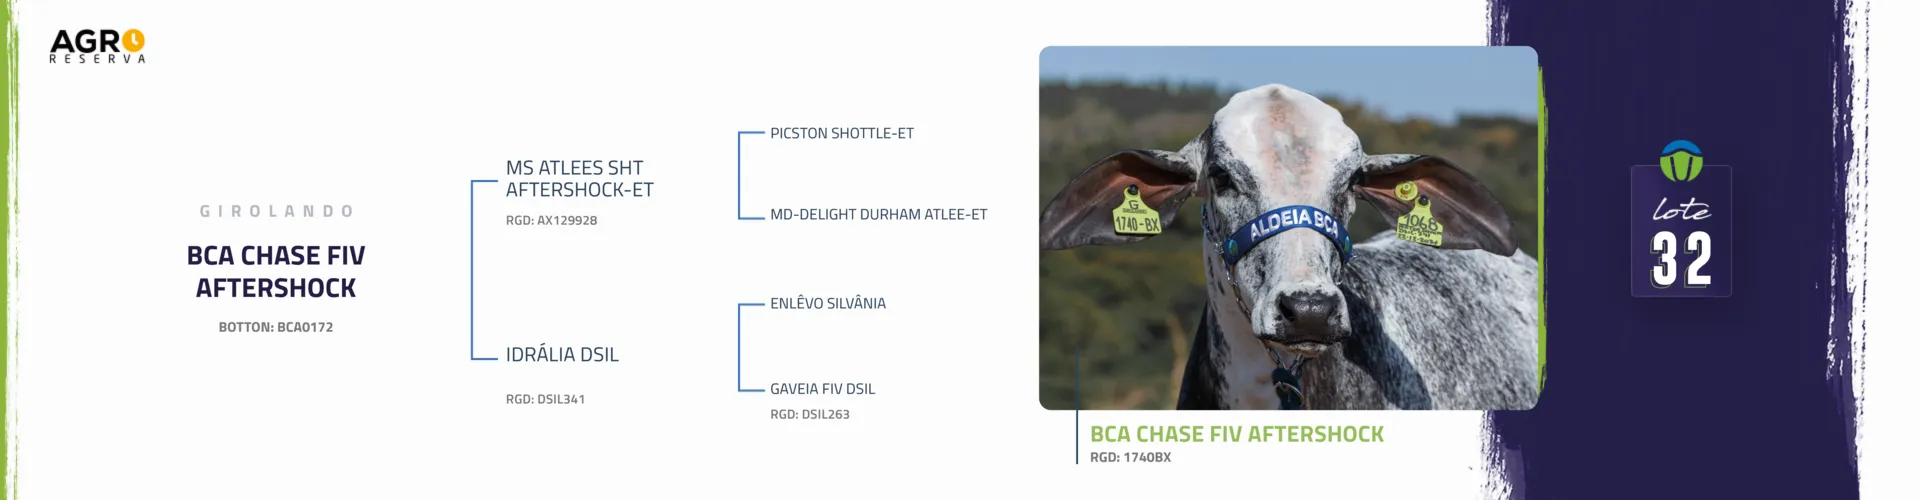 AGRO
RESERVA
GIROLANDO
BCA CHASE FIV
AFTERSHOCK
BOTTON: BCA0172
MS ATLEES SHT
AFTERSHOCK-ET
RGD: AX129928
IDRÁLIA DSIL
RGD: DSIL341
PICSTON SHOTTLE-ET
MD-DELIGHT DURHAM ATLEE-ET
ENLÊVO SILVÂNIA
GAVEIA FIV DSIL
RGD: DSIL263
G
1740-BX
ALDEIA BCA
1068
BCA CHASE FIV AFTERSHOCK
RGD: 1740BX
lote
32